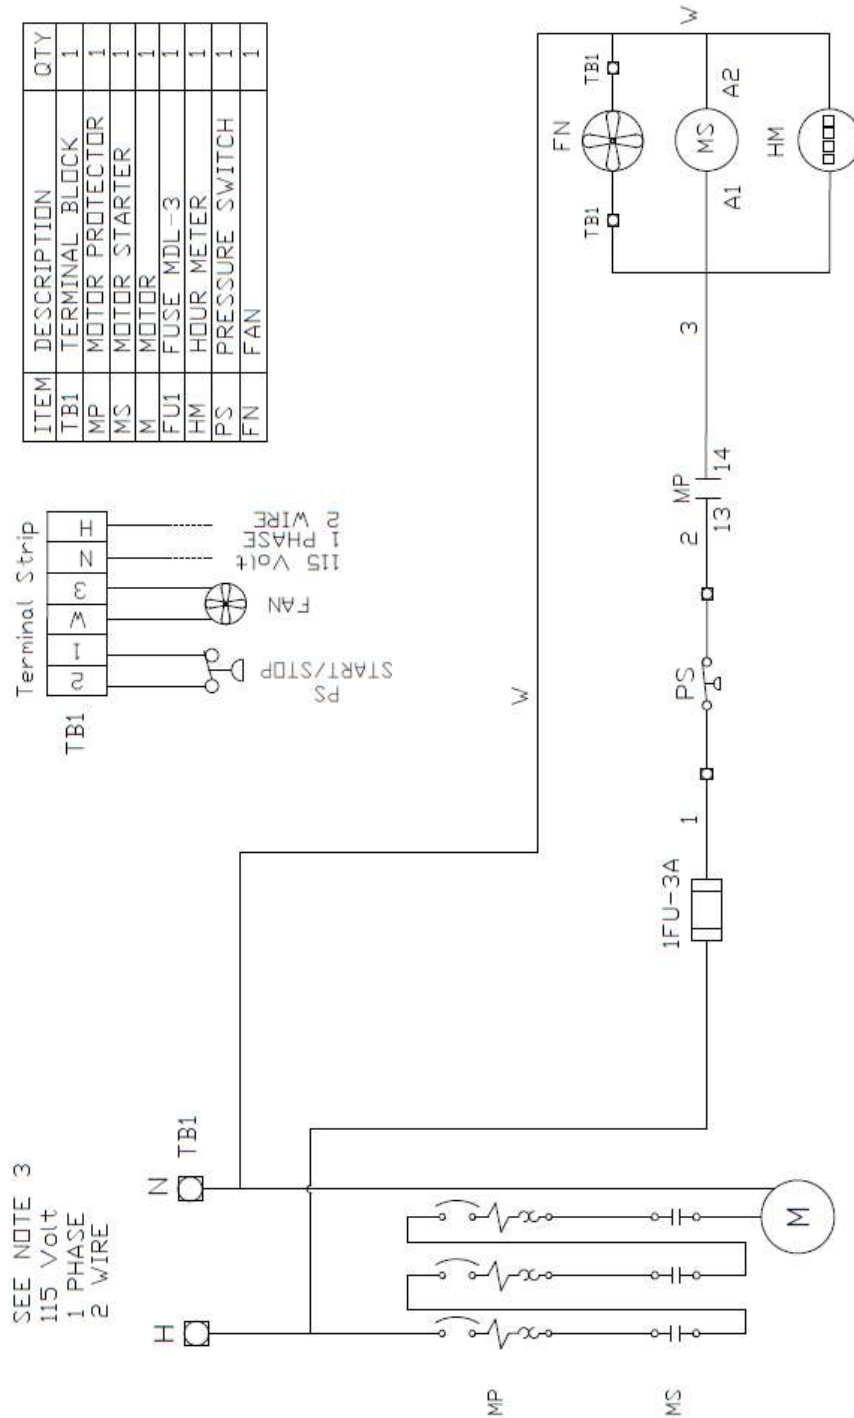 SEE NOTE 3
115 Volt
1 PHASE
2 WIRE
H
N
TB1
MP
MS
M
Terminal Strip
TB1
2
1
W
3
N
H
PS
START/STOP
FAN
115 Volt
1 PHASE
2 WIRE
ITEM DESCRIPTION QTY
TB1 TERMINAL BLOCK 1
MP MOTOR PROTECTOR 1
MS MOTOR STARTER 1
M MOTOR 1
FU1 FUSE MDL-3 1
HM HOUR METER 1
PS PRESSURE SWITCH 1
FN FAN 1
W
W
1FU-3A
1
PS
2
MP
13
14
3
TB1
FN
TB1
A1
MS
A2
HM